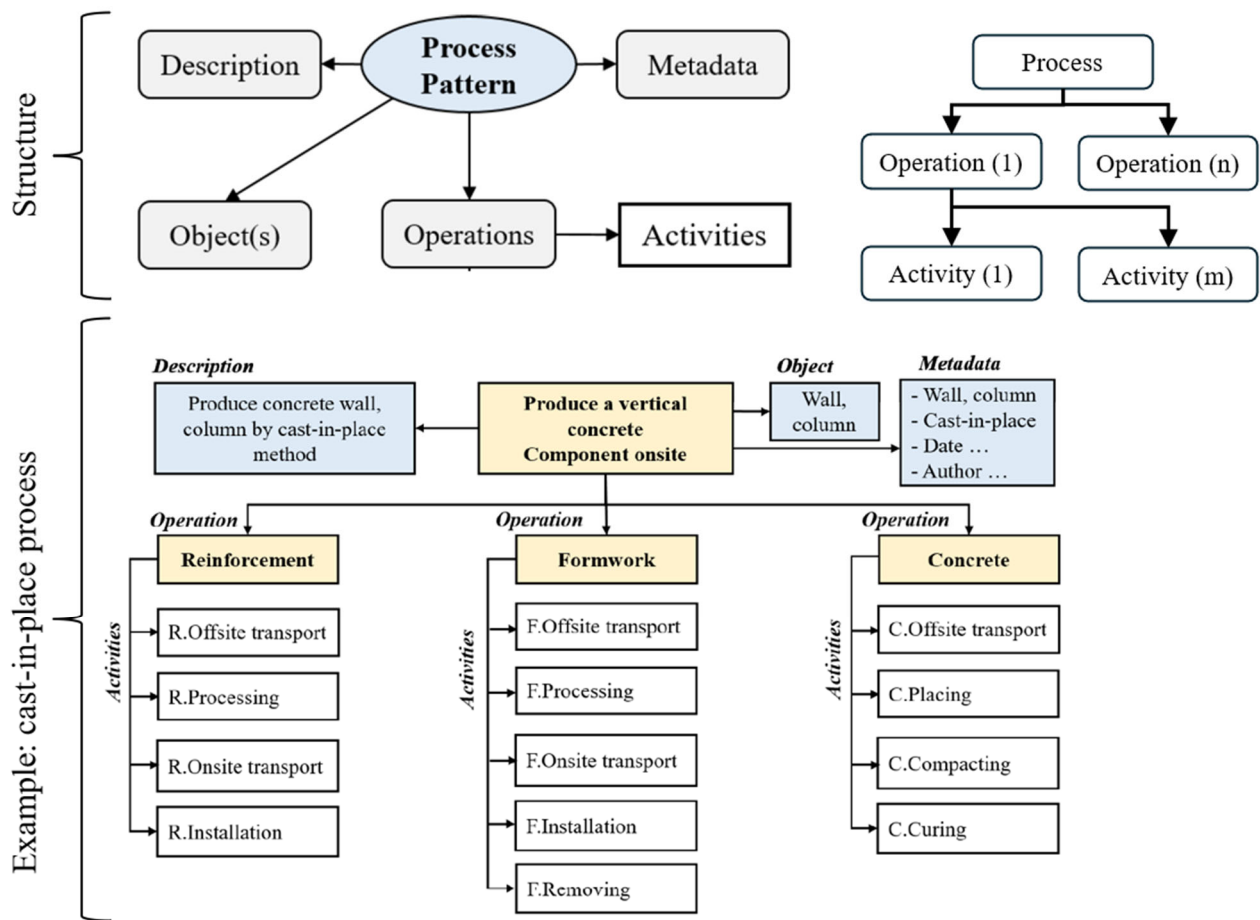 Structure
Description
Process
Pattern
Metadata
Object(s)
Operations
Activities
Process
Operation (1)
Operation (n)
Activity (1)
Activity (m)
Example: cast-in-place process
Description
Produce concrete wall,
column by cast-in-place
method
Produce a vertical
concrete
Component onsite
Object
Wall,
column
Metadata
- Wall, column
- Cast-in-place
- Date ...
- Author ...
Operation
Reinforcement
Activities
R.Offsite transport
R.Processing
R.Onsite transport
R.Installation
Operation
Formwork
Activities
F.Offsite transport
F.Processing
F.Onsite transport
F.Installation
F.Removing
Operation
Concrete
Activities
C.Offsite transport
C.Placing
C.Compacting
C.Curing